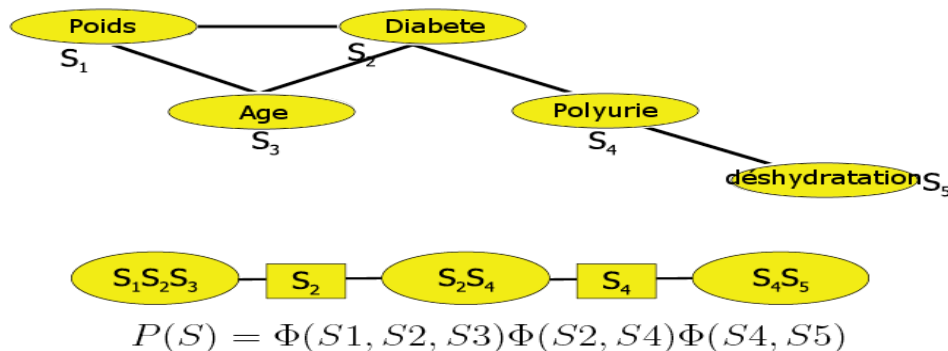 Poids Diabete
S₁ S₂
Age Polyurie
S₃ S₄
déshydratation S₅
S₁S₂S₃ S₂ S₂S₄ S₄ S₄S₅
P(S) = Φ(S1, S2, S3)Φ(S2, S4)Φ(S4, S5)